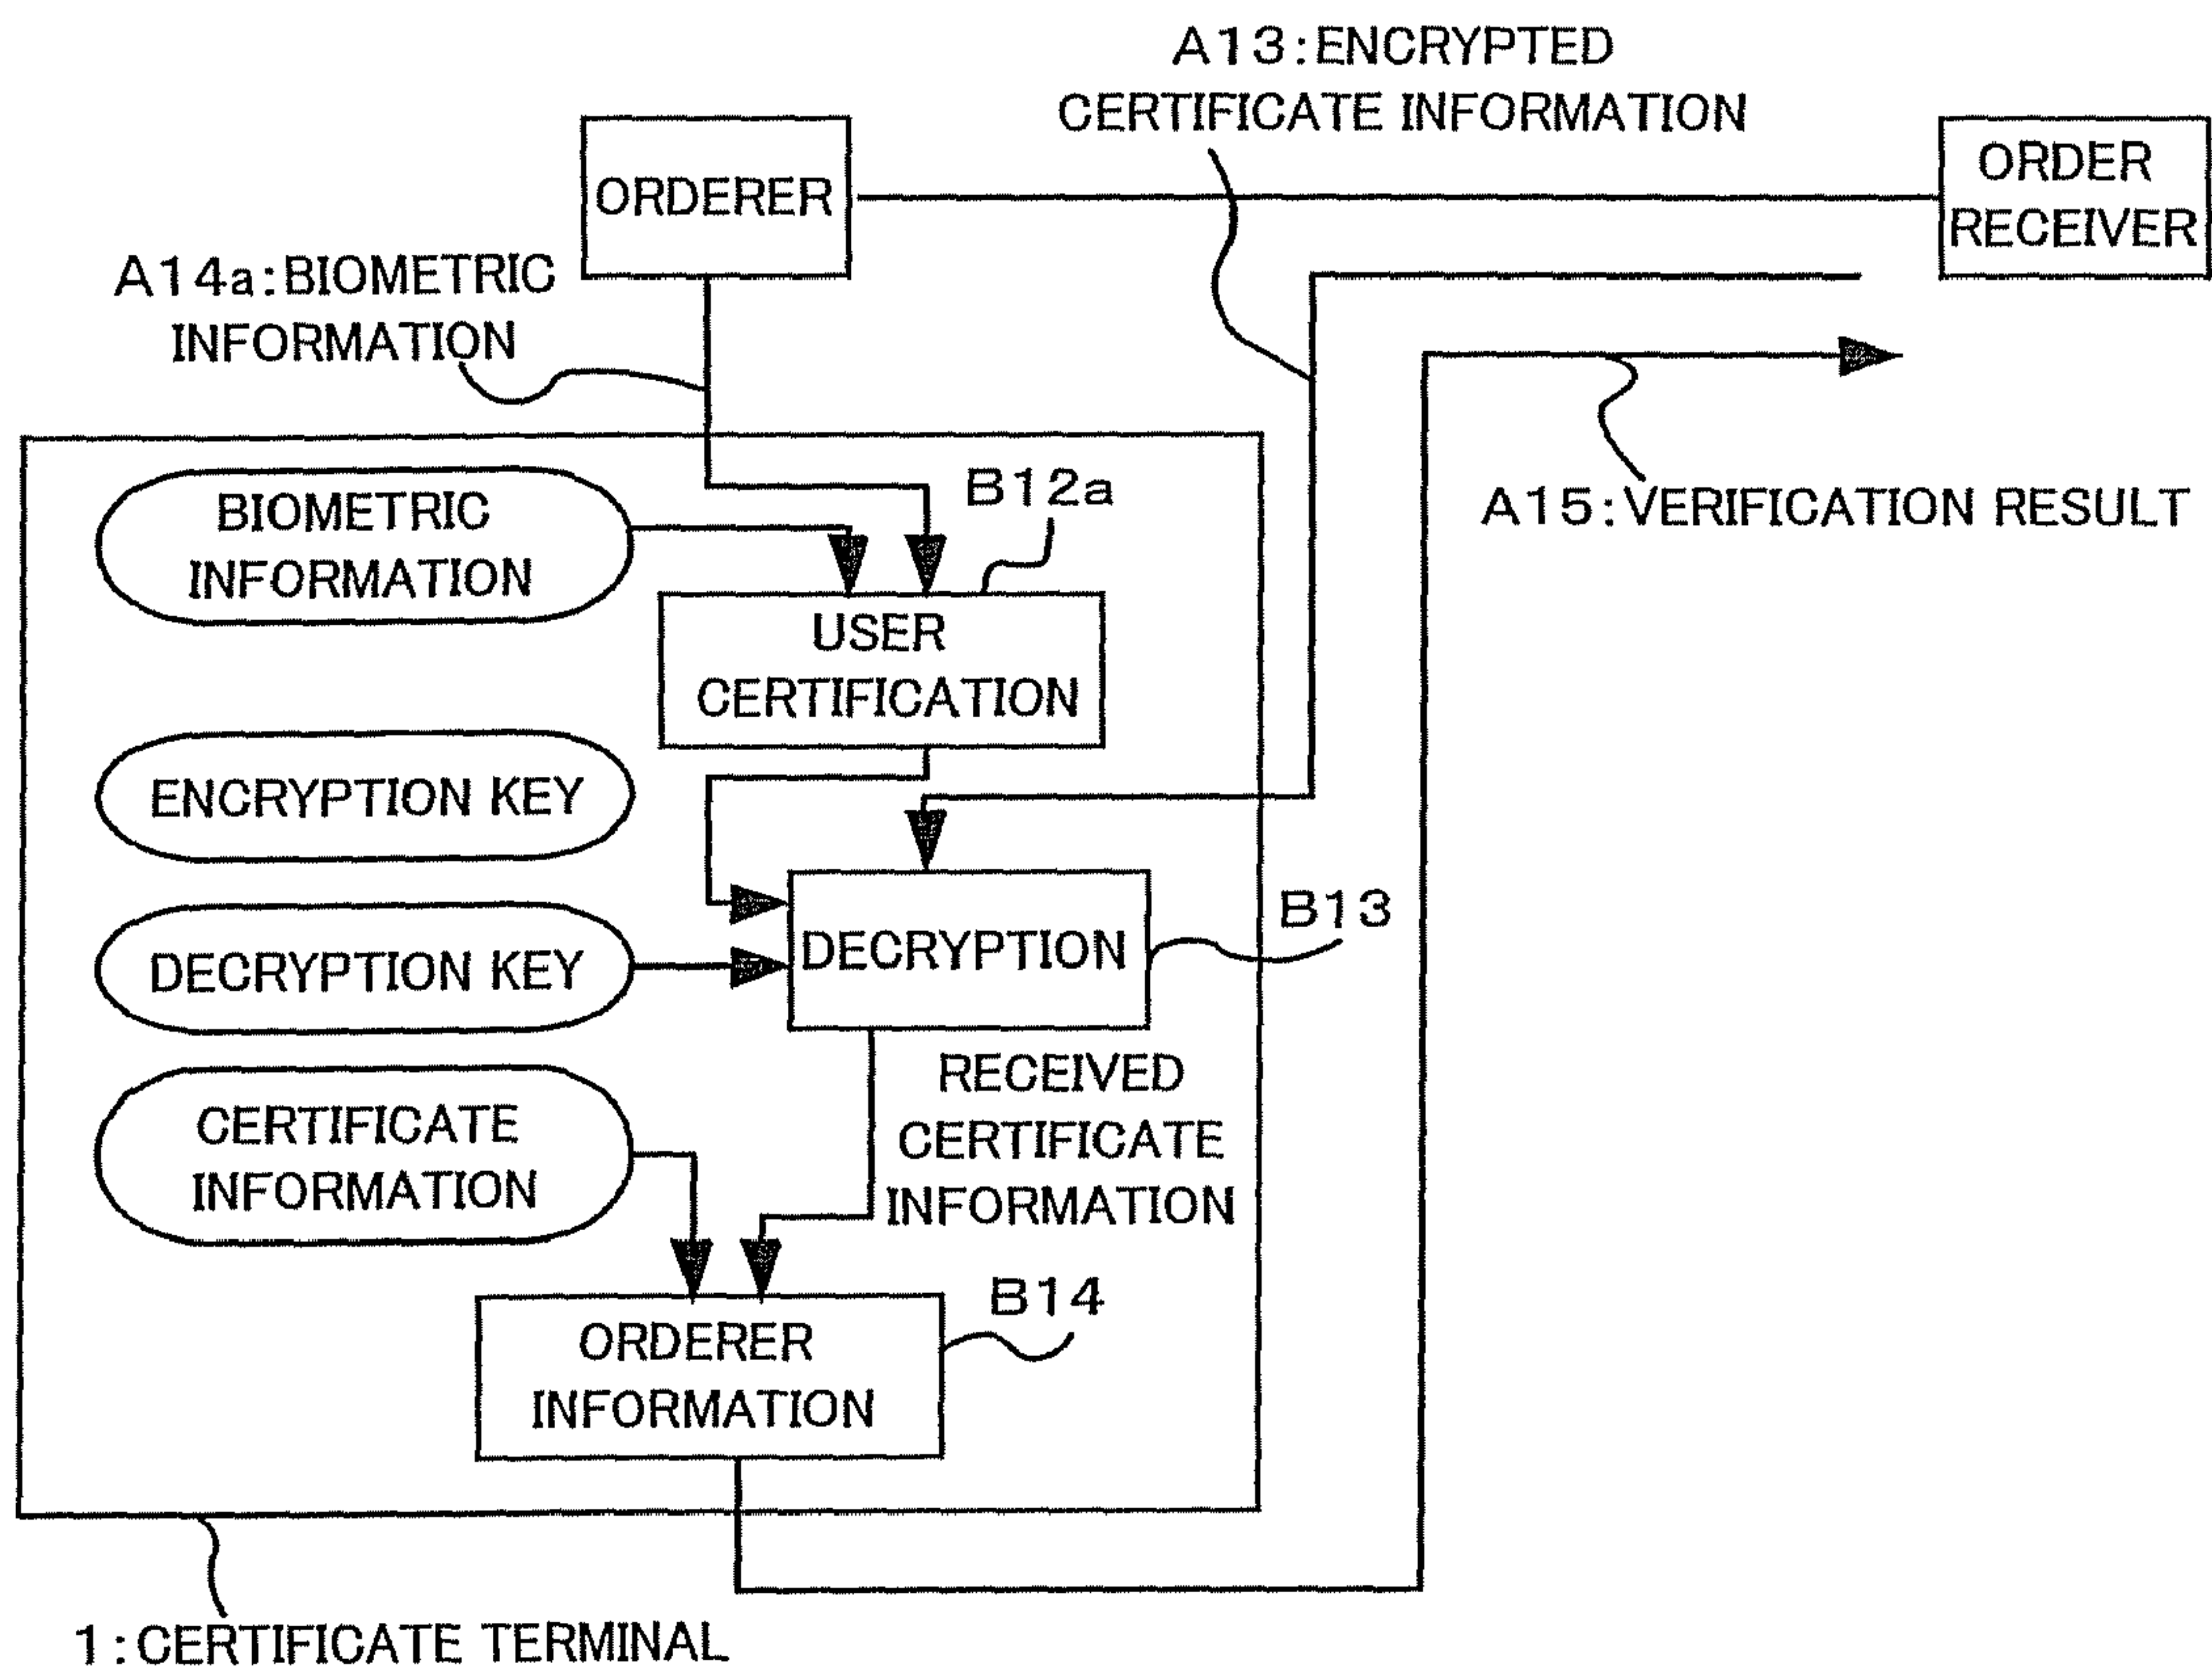 A13:ENCRYPTED
CERTIFICATE INFORMATION
ORDERER
ORDER
RECEIVER
A14a:BIOMETRIC
INFORMATION
B12a
A15:VERIFICATION RESULT
BIOMETRIC
INFORMATION
USER
CERTIFICATION
ENCRYPTION KEY
B13
DECRYPTION
DECRYPTION KEY
RECEIVED
CERTIFICATE
INFORMATION
CERTIFICATE
INFORMATION
B14
ORDERER
INFORMATION
1:CERTIFICATE TERMINAL